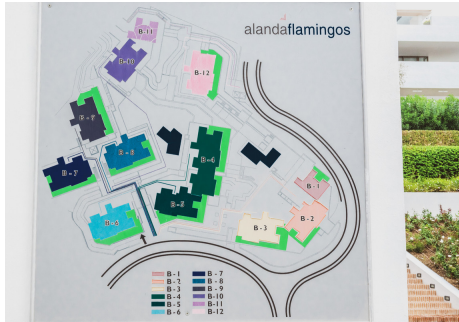 alandaflamingos
B-11
B-10
B-12
B - 9
B - 8
B-4
B - 7
B-1
B-5
B-2
B-6
B-3
B - 1
B - 2
B - 3
B - 4
B - 5
B - 6
B - 7
B - 8
B - 9
B -10
B -11
B -12